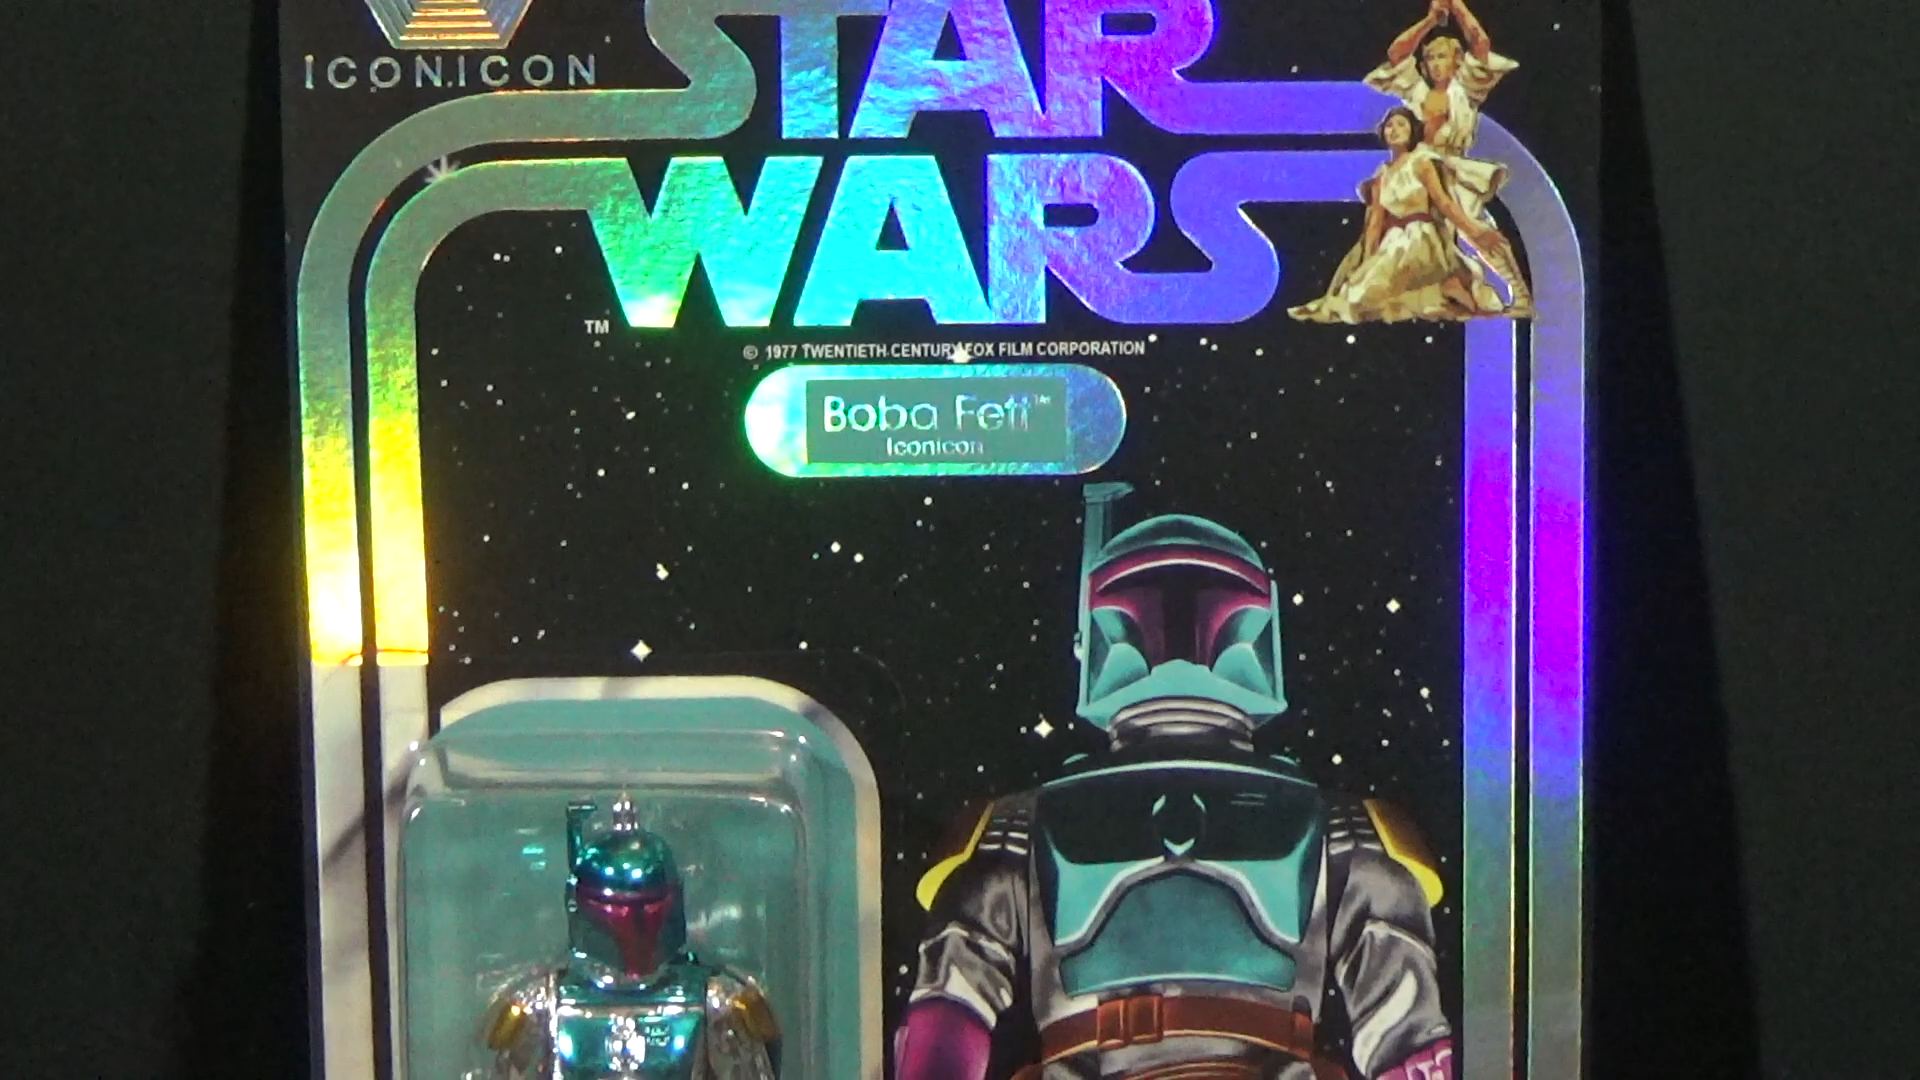 ICONICON
STAR
WARS
TM
© 1977 TWENTIETH CENTURY FOX FILM CORPORATION
Boba Fett™
Iconicon